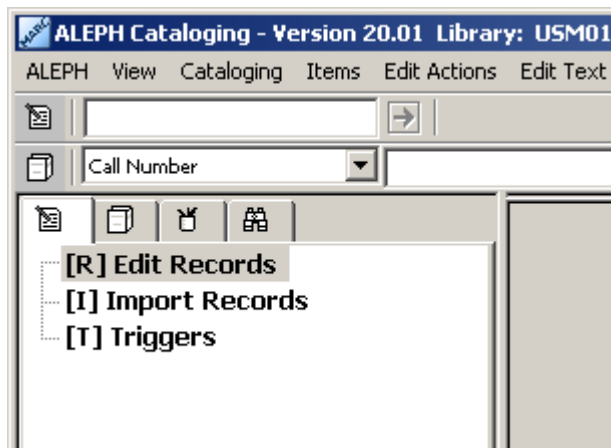 MARC ALEPH Cataloging - Version 20.01 Library: USM01
ALEPH View Cataloging Items Edit Actions Edit Text
Call Number
[R] Edit Records
[I] Import Records
[T] Triggers